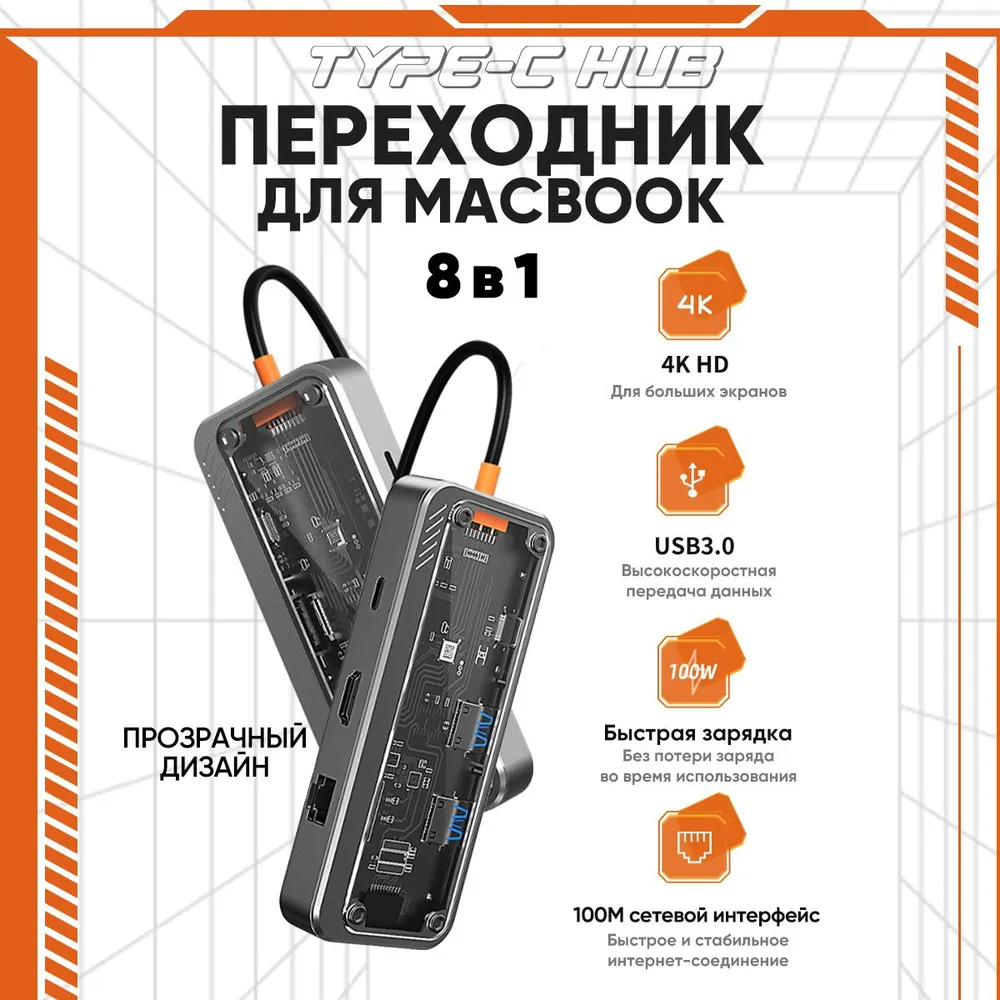 TYPE-C HUB
ПЕРЕХОДНИК
ДЛЯ MACBOOK
8 в 1
4K
4K HD
Для больших экранов
USB3.0
Высокоскоростная
передача данных
100W
Быстрая зарядка
Без потери заряда
во время использования
100М сетевой интерфейс
Быстрое и стабильное
интернет-соединение
ПРОЗРАЧНЫЙ
ДИЗАЙН